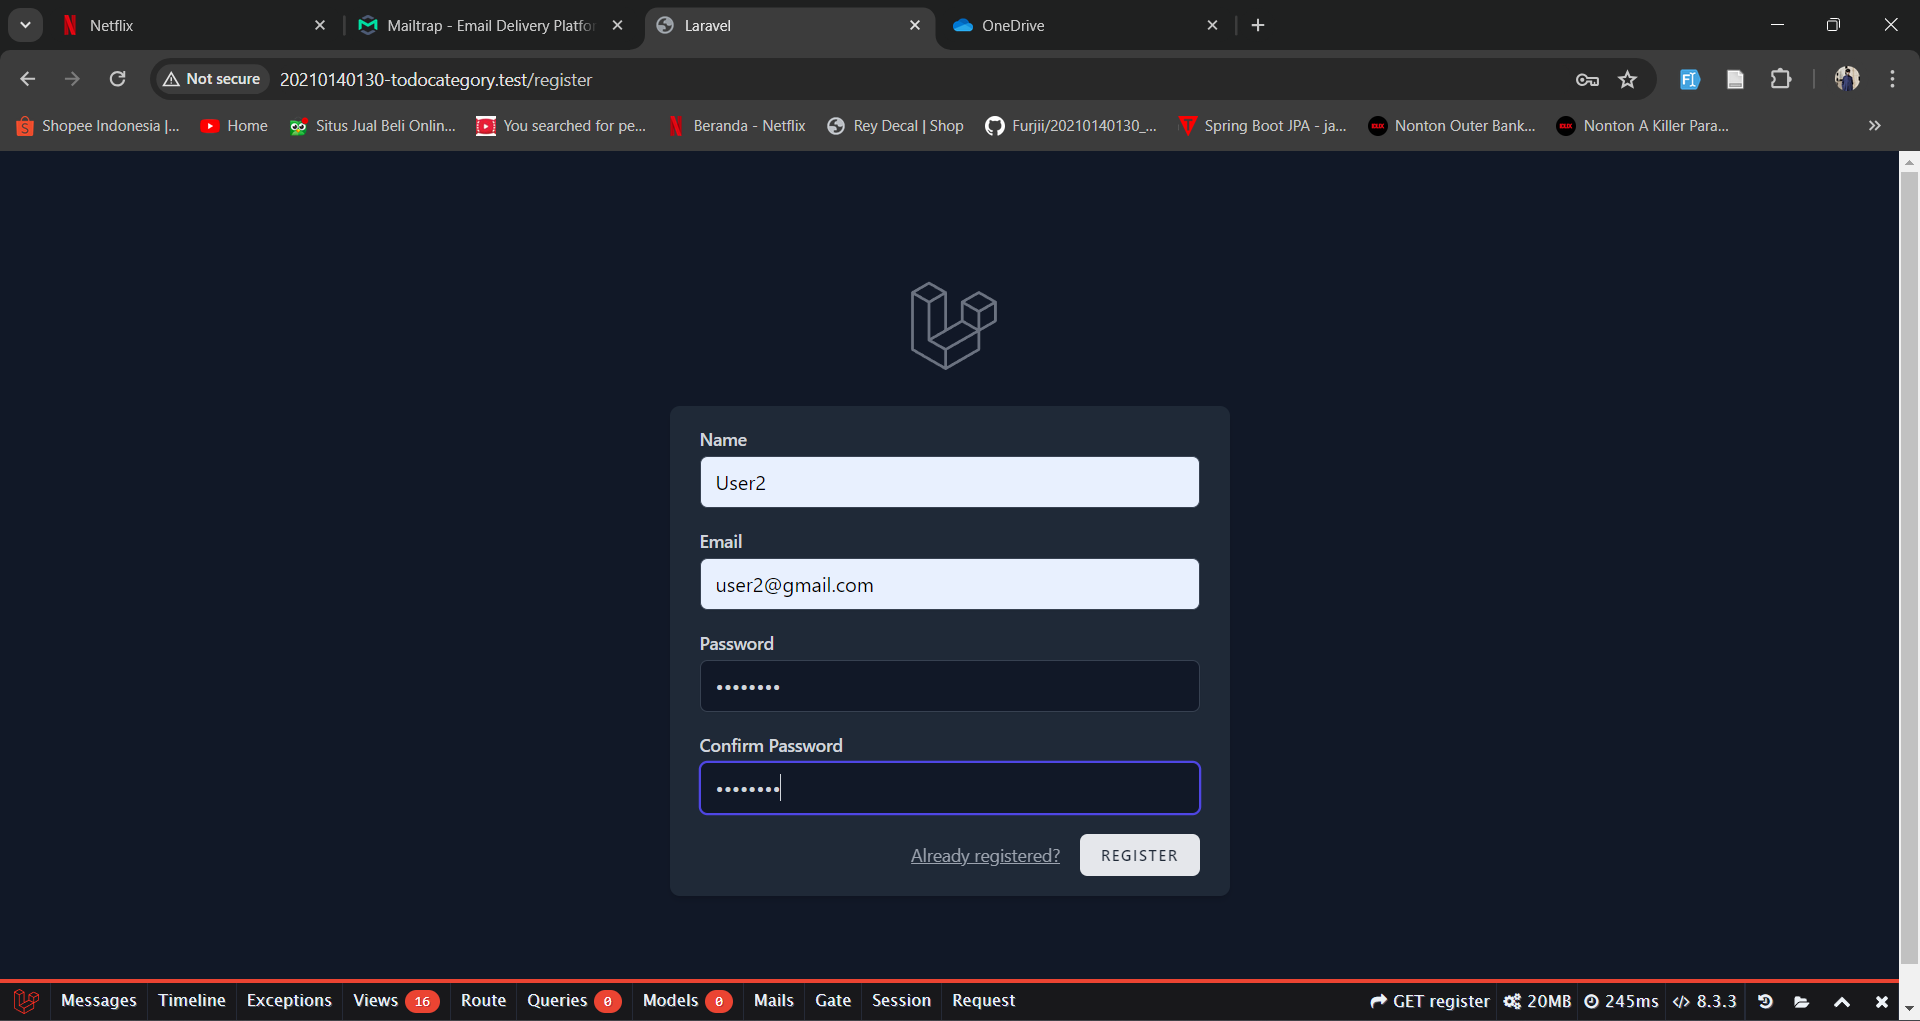 Netflix
Mailtrap - Email Delivery Platfo
Laravel
OneDrive
Not secure
20210140130-todocategory.test/register
Shopee Indonesia |...
Home
Situs Jual Beli Onlin...
You searched for pe...
Beranda - Netflix
Rey Decal | Shop
Furjii/20210140130_...
Spring Boot JPA - ja...
Nonton Outer Bank...
Nonton A Killer Para...
Name
User2
Email
user2@gmail.com
Password
••••••••
Confirm Password
••••••••
Already registered?
REGISTER
Messages
Timeline
Exceptions
Views 16
Route
Queries 0
Models 0
Mails
Gate
Session
Request
GET register
20MB
245ms
8.3.3